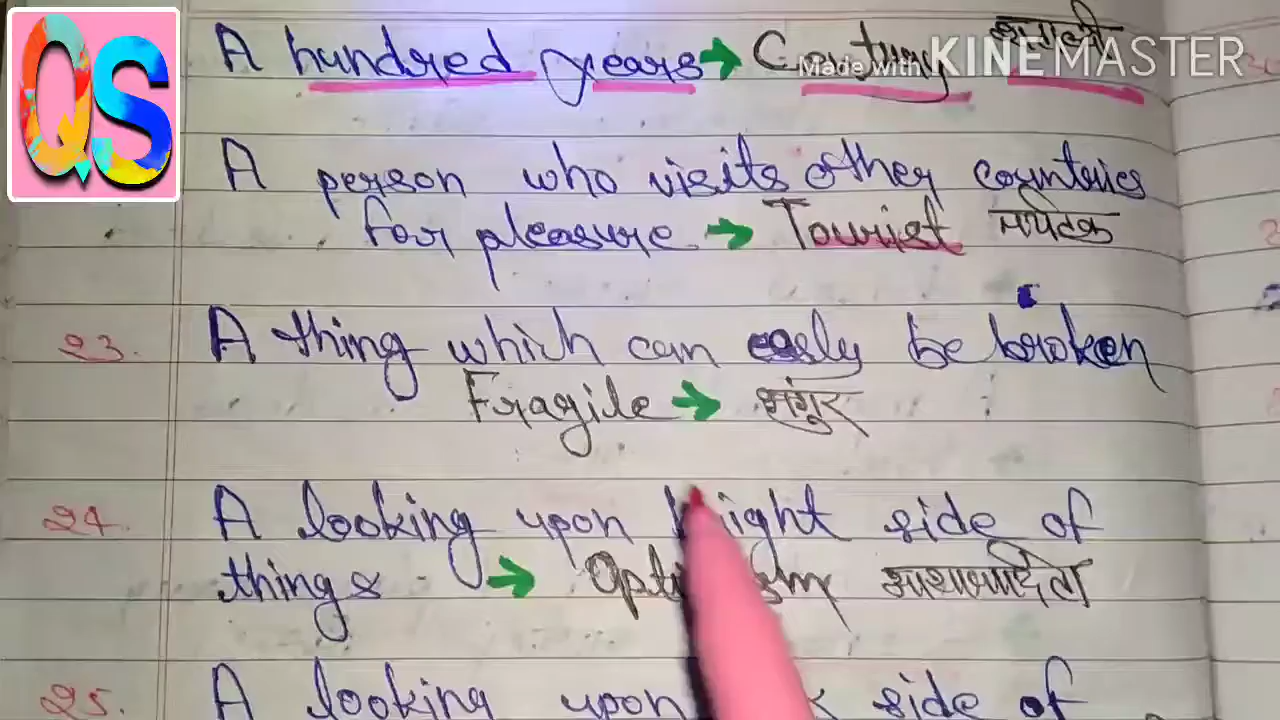 QS
A hundred years → Century शताब्दी
Made with KINEMASTER
A person who visits other countries
for pleasure → Tourist पर्यटक
23. A thing which can easly be broken
Fragile → भंगुर
24. A looking upon bright side of
things → Optimism आशावादिता
25. A looking upon side of